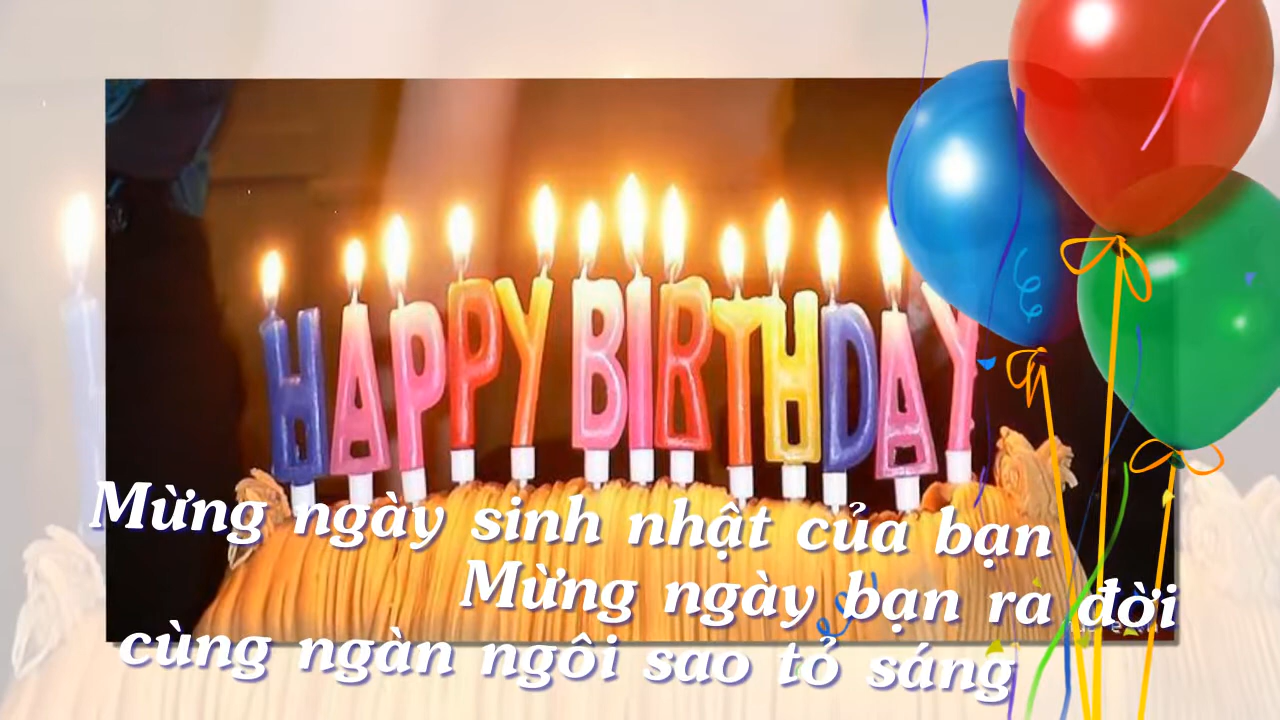 HAPPY BIRTHDAY
Mừng ngày sinh nhật của bạn
Mừng ngày bạn ra đời
cùng ngàn ngôi sao tỏ sáng